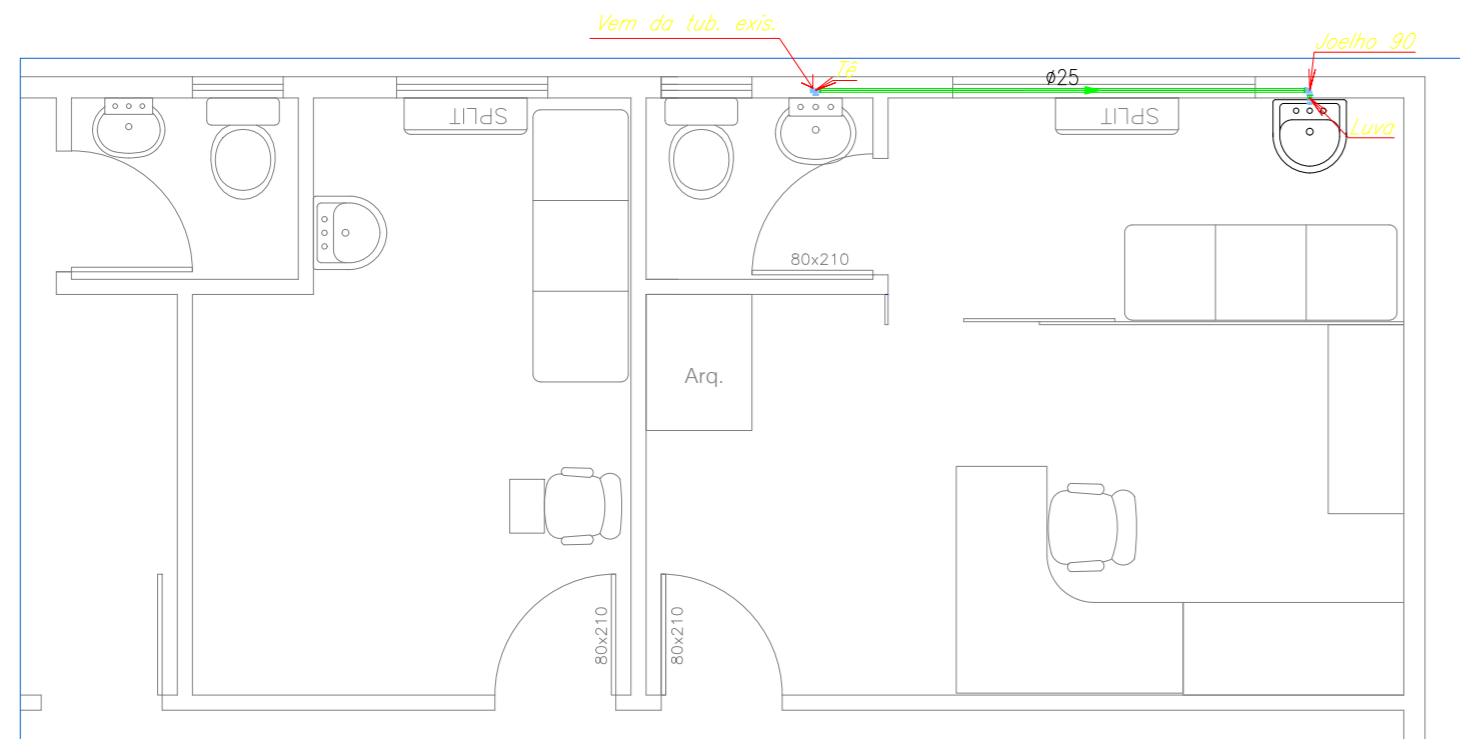 Vem da tub. exis.
Joelho 90
Tê
ø25
SPLIT
SPLIT
Luva
80x210
Arq.
80x210
80x210